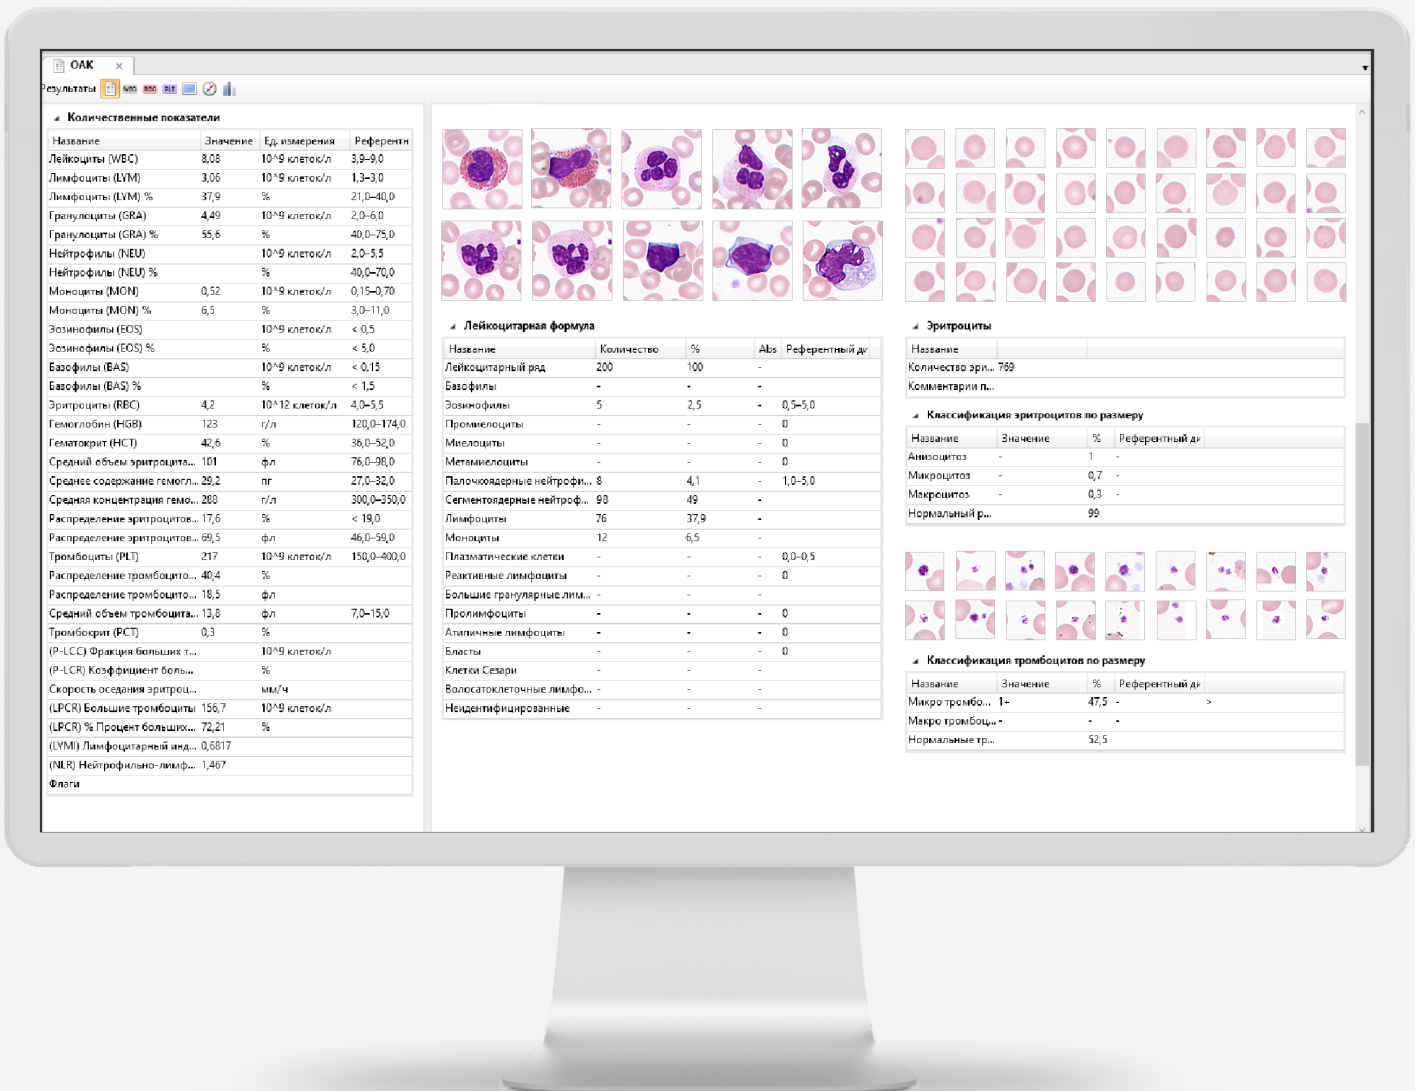 ОАК
Результаты WBC RBC PLT
Количественные показатели
Название Значение Ед. измерения Референтн
Лейкоциты (WBC) 8,08 10^9 клеток/л 3,9–9,0
Лимфоциты (LYM) 3,06 10^9 клеток/л 1,3–3,0
Лимфоциты (LYM) % 37,9 % 21,0–40,0
Гранулоциты (GRA) 4,49 10^9 клеток/л 2,0–6,0
Гранулоциты (GRA) % 55,6 % 40,0–75,0
Нейтрофилы (NEU) 10^9 клеток/л 2,0–5,5
Нейтрофилы (NEU) % % 40,0–70,0
Моноциты (MON) 0,52 10^9 клеток/л 0,15–0,70
Моноциты (MON) % 6,5 % 3,0–11,0
Эозинофилы (EOS) 10^9 клеток/л < 0,5
Эозинофилы (EOS) % % < 5,0
Базофилы (BAS) 10^9 клеток/л < 0,15
Базофилы (BAS) % % < 1,5
Эритроциты (RBC) 4,2 10^12 клеток/л 4,0–5,5
Гемоглобин (HGB) 123 г/л 120,0–174,0
Гематокрит (HCT) 42,6 % 36,0–52,0
Средний объем эритроцита... 101 фл 76,0–98,0
Среднее содержание гемогл... 29,2 пг 27,0–32,0
Средняя концентрация гемо... 288 г/л 300,0–350,0
Распределение эритроцитов... 17,6 % < 19,0
Распределение эритроцитов... 69,5 фл 46,0–59,0
Тромбоциты (PLT) 217 10^9 клеток/л 150,0–400,0
Распределение тромбоцито... 40,4 %
Распределение тромбоцито... 18,5 фл
Средний объем тромбоцита... 13,8 фл 7,0–15,0
Тромбокрит (PCT) 0,3 %
(P-LCC) Фракция больших т... 10^9 клеток/л
(P-LCR) Коэффициент боль... %
Скорость оседания эритроц... мм/ч
(LPCR) Большие тромбоциты 156,7 10^9 клеток/л
(LPCR) % Процент больших... 72,21 %
(LYMI) Лимфоцитарный инд... 0,6817
(NLR) Нейтрофильно-лимф... 1,467
Флаги
Лейкоцитарная формула
Название Количество % Abs Референтный ди
Лейкоцитарный ряд 200 100 -
Базофилы - - -
Эозинофилы 5 2,5 - 0,5–5,0
Промиелоциты - - - 0
Миелоциты - - - 0
Метамиелоциты - - - 0
Палочкоядерные нейтрофи... 8 4,1 - 1,0–5,0
Сегментоядерные нейтроф... 98 49 -
Лимфоциты 76 37,9 -
Моноциты 12 6,5 -
Плазматические клетки - - - 0,0–0,5
Реактивные лимфоциты - - - 0
Большие гранулярные лим... - - -
Пролимфоциты - - - 0
Атипичные лимфоциты - - - 0
Бласты - - - 0
Клетки Сезари - - -
Волосатоклеточные лимфо... - - -
Неидентифицированные - - -
Эритроциты
Название
Количество эри... 769
Комментарии п...
Классификация эритроцитов по размеру
Название Значение % Референтный ди
Анизоцитоз - 1 -
Микроцитоз - 0,7 -
Макроцитоз - 0,3 -
Нормальный р... 99
Классификация тромбоцитов по размеру
Название Значение % Референтный ди
Микро тромбо... 1+ 47,5 - >
Макро тромбоц... - - -
Нормальные тр... 52,5